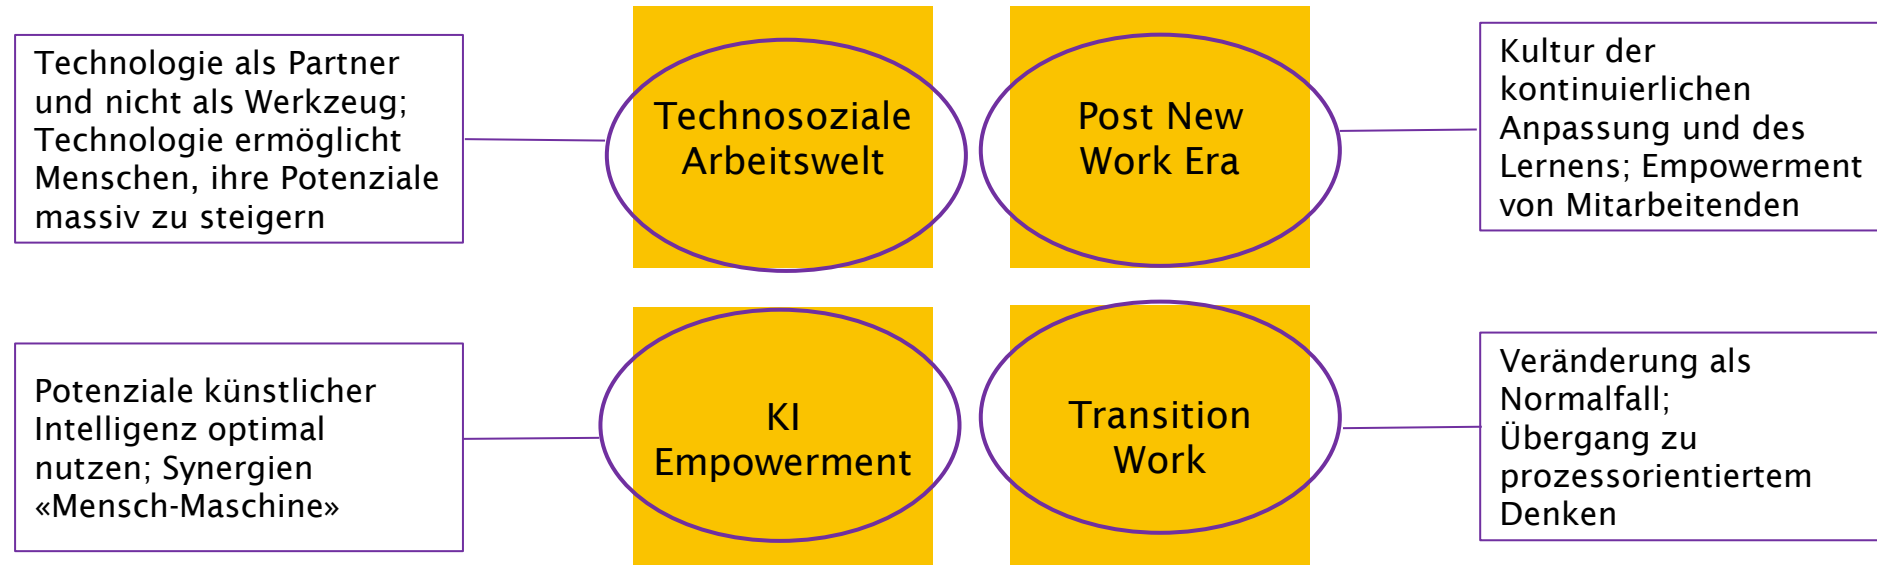 Technologie als Partner
und nicht als Werkzeug;
Technologie ermöglicht
Menschen, ihre Potenziale
massiv zu steigern
Technosoziale
Arbeitswelt
Post New
Work Era
Kultur der
kontinuierlichen
Anpassung und des
Lernens; Empowerment
von Mitarbeitenden
Potenziale künstlicher
Intelligenz optimal
nutzen; Synergien
«Mensch-Maschine»
KI
Empowerment
Transition
Work
Veränderung als
Normalfall;
Übergang zu
prozessorientiertem
Denken